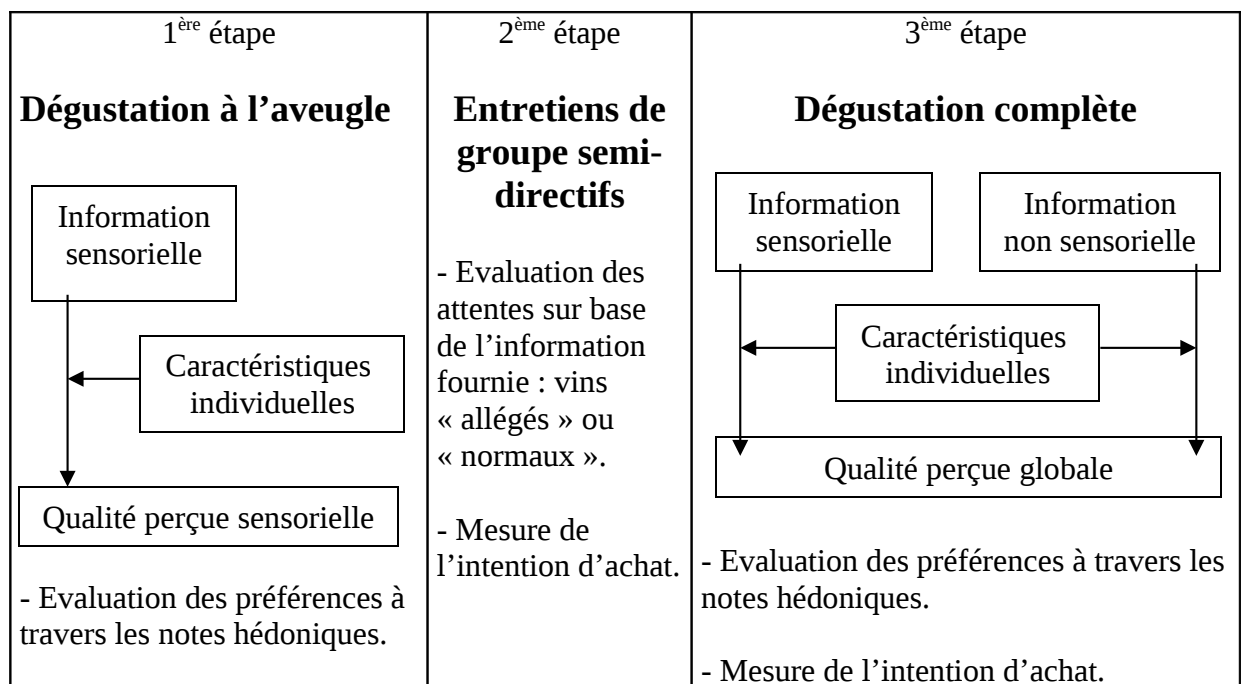 1ère étape
Dégustation à l’aveugle
Information
sensorielle
Caractéristiques
individuelles
Qualité perçue sensorielle
- Evaluation des préférences à
travers les notes hédoniques.
2ème étape
Entretiens de
groupe semi-
directifs
- Evaluation des
attentes sur base
de l’information
fournie : vins
« allégés » ou
« normaux ».
- Mesure de
l’intention d’achat.
3ème étape
Dégustation complète
Information
sensorielle
Information
non sensorielle
Caractéristiques
individuelles
Qualité perçue globale
- Evaluation des préférences à travers les
notes hédoniques.
- Mesure de l’intention d’achat.